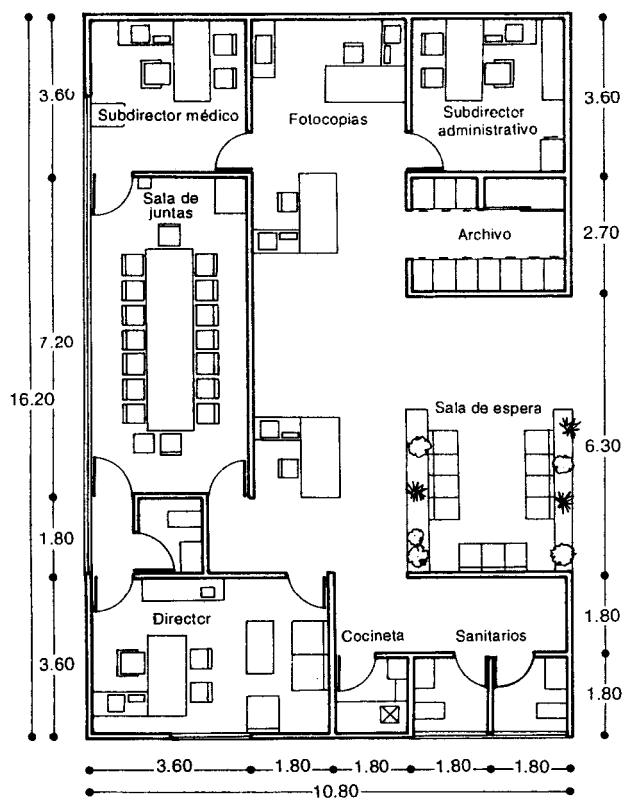 3.60
Subdirector médico
Fotocopias
Subdirector
administrativo
3.60
Sala de
juntas
Archivo
2.70
7.20
16.20
Sala de espera
6.30
1.80
Directcr
Cocineta
Sanitarios
1.80
3.60
1.80
3.60
1.80
1.80
1.80
1.80
10.80